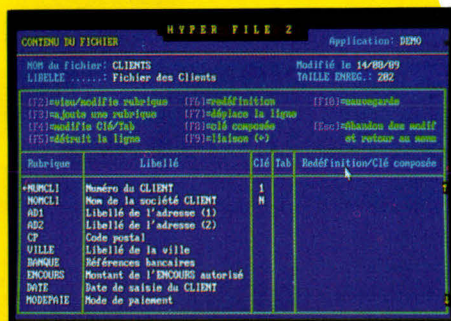 HYPER FILE 2
CONTENU DU FICHIER
Application: DEMO
NOM du fichier: CLIENTS
Modifié le 14/08/89
LIBELLE ......: Fichier des Clients
TAILLE ENREG.: 202
[F2]=visu/modifie rubrique [F6]=redéfinition [F10]=sauvegarde
[F3]=ajoute une rubrique [F7]=déplace la ligne
[F4]=modifie Clé/Tab [F8]=clé composée [Esc]=Abandon des modif
[F5]=détruit la ligne [F9]=liaison (+) et retour au menu
Rubrique Libellé Clé Tab Redéfinition/Clé composée
+NUMCLI Numéro du CLIENT 1
NOMCLI Nom de la société CLIENT N
AD1 Libellé de l'adresse (1)
AD2 Libellé de l'adresse (2)
CP Code postal
VILLE Libellé de la ville
BANQUE Références bancaires
ENCOURS Montant de l'ENCOURS autorisé
DATE Date de saisie du CLIENT
MODEPAIE Mode de paiement